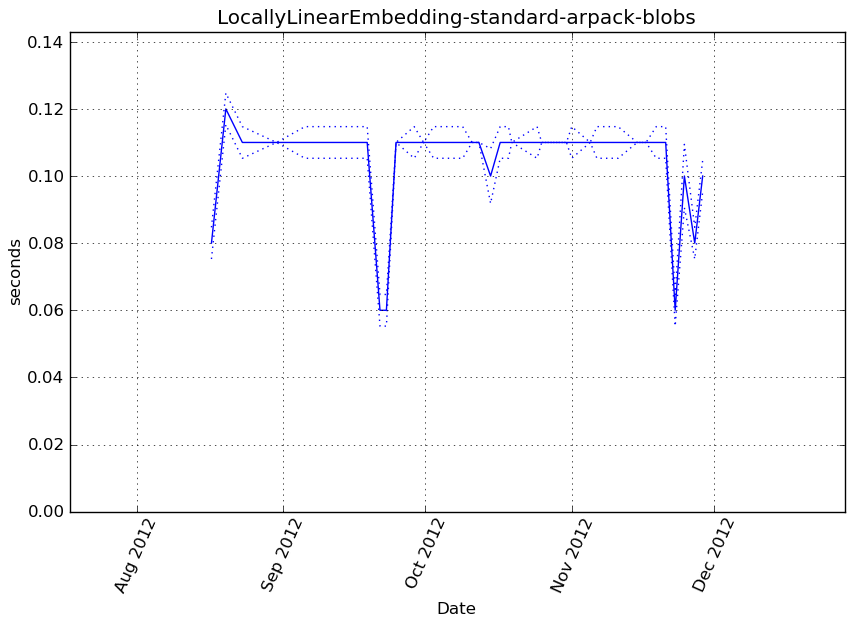 LocallyLinearEmbedding-standard-arpack-blobs
0.14
0.12
0.10
0.08
0.06
0.04
0.02
0.00
seconds
Aug 2012
Sep 2012
Oct 2012
Nov 2012
Dec 2012
Date